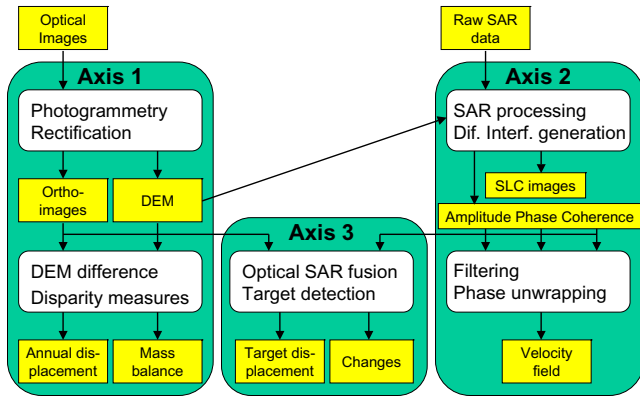 Optical
Images
Raw SAR
data
Axis 1
Axis 2
Photogrammetry
Rectification
SAR processing
Dif. Interf. generation
Ortho-
images
DEM
SLC images
Amplitude Phase Coherence
Axis 3
DEM difference
Disparity measures
Optical SAR fusion
Target detection
Filtering
Phase unwrapping
Annual dis-
placement
Mass
balance
Target dis-
placement
Changes
Velocity
field